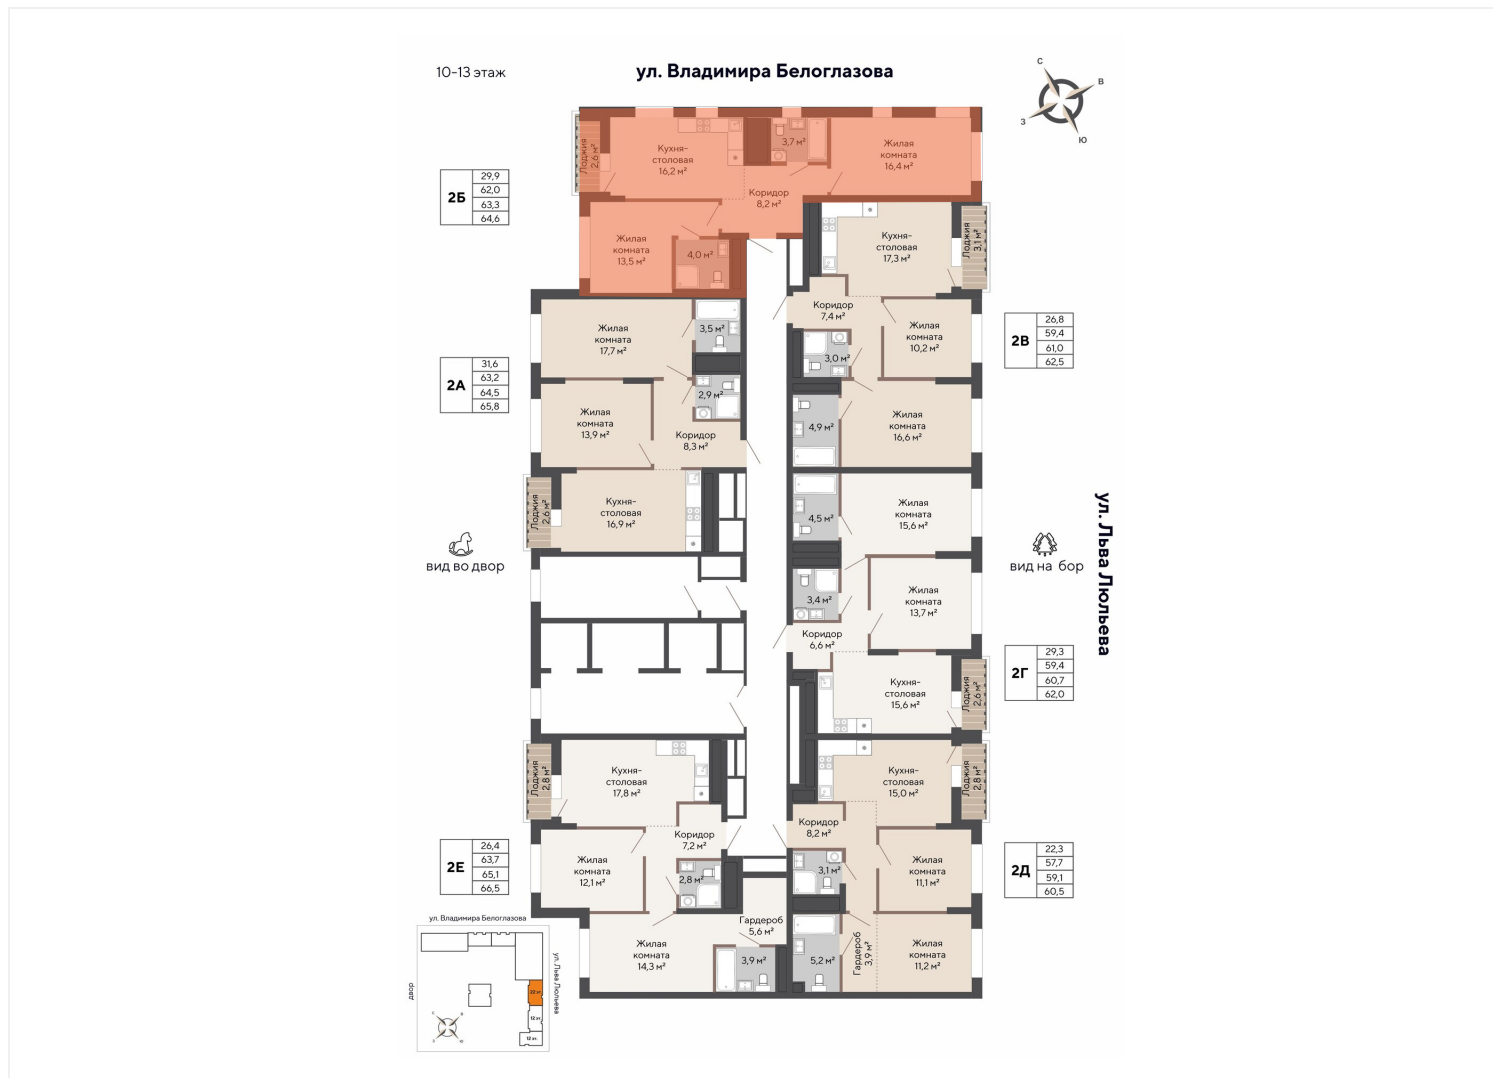 10-13 этаж
ул. Владимира Белоглазова
С
В
З
Ю
2Б
29,9
62,0
63,3
64,6
Лоджия
2,6 м²
Кухня-
столовая
16,2 м²
3,7 м²
Жилая
комната
16,4 м²
Коридор
8,2 м²
Жилая
комната
13,5 м²
4,0 м²
Кухня-
столовая
17,3 м²
Лоджия
3,1 м²
Коридор
7,4 м²
Жилая
комната
10,2 м²
3,0 м²
2В
26,8
59,4
61,0
62,5
Жилая
комната
17,7 м²
3,5 м²
2А
31,6
63,2
64,5
65,8
2,9 м²
Жилая
комната
13,9 м²
Коридор
8,3 м²
4,9 м²
Жилая
комната
16,6 м²
Лоджия
2,6 м²
Кухня-
столовая
16,9 м²
4,5 м²
Жилая
комната
15,6 м²
вид во двор
вид на бор
ул. Льва Люльева
3,4 м²
Жилая
комната
13,7 м²
Коридор
6,6 м²
Кухня-
столовая
15,6 м²
Лоджия
2,6 м²
2Г
29,3
59,4
60,7
62,0
Лоджия
2,8 м²
Кухня-
столовая
17,8 м²
Кухня-
столовая
15,0 м²
Лоджия
2,8 м²
Коридор
7,2 м²
Коридор
8,2 м²
2Е
26,4
63,7
65,1
66,5
Жилая
комната
12,1 м²
2,8 м²
3,1 м²
Жилая
комната
11,1 м²
2Д
22,3
57,7
59,1
60,5
Гардероб
5,6 м²
Жилая
комната
14,3 м²
3,9 м²
5,2 м²
Гардероб
3,9 м²
Жилая
комната
11,2 м²
ул. Владимира Белоглазова
двор
ул. Льва Люльева
22 эт.
12 эт.
12 эт.